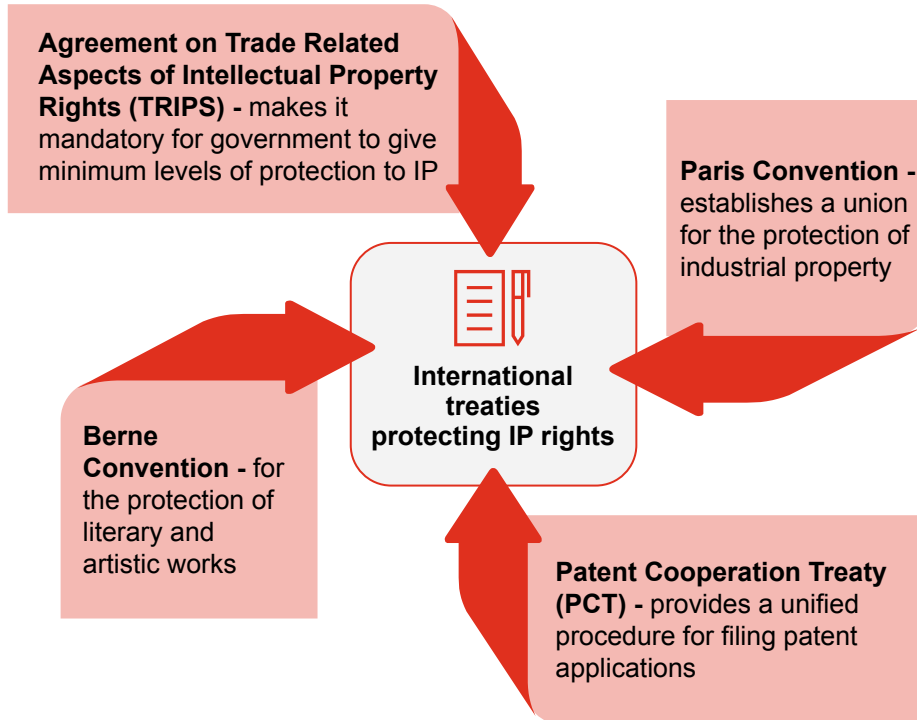 Agreement on Trade Related
Aspects of Intellectual Property
Rights (TRIPS) - makes it
mandatory for government to give
minimum levels of protection to IP
Paris Convention -
establishes a union
for the protection of
industrial property
International
treaties
protecting IP rights
Berne
Convention - for
the protection of
literary and
artistic works
Patent Cooperation Treaty
(PCT) - provides a unified
procedure for filing patent
applications